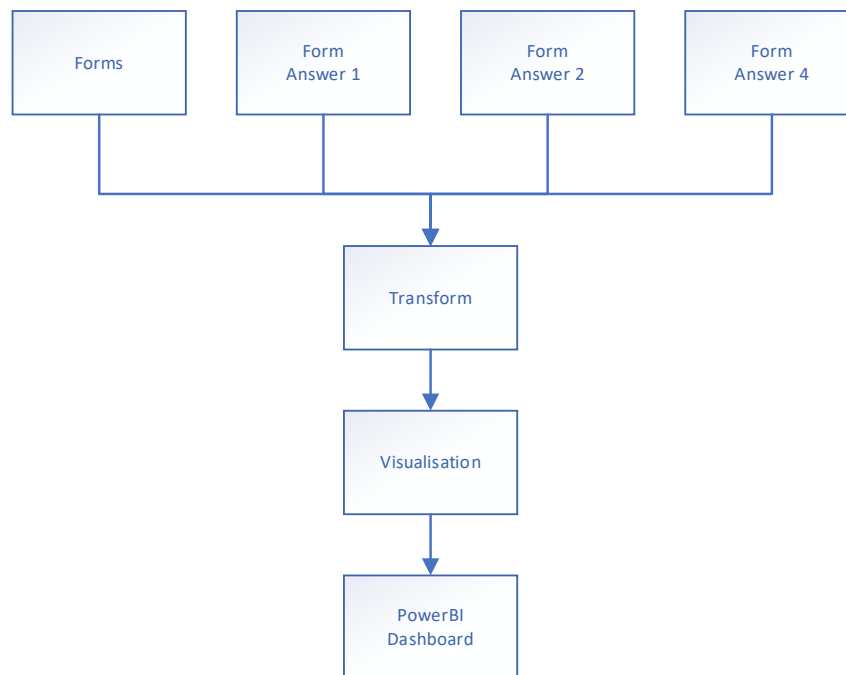 Forms
Form
Answer 1
Form
Answer 2
Form
Answer 4
Transform
Visualisation
PowerBI
Dashboard